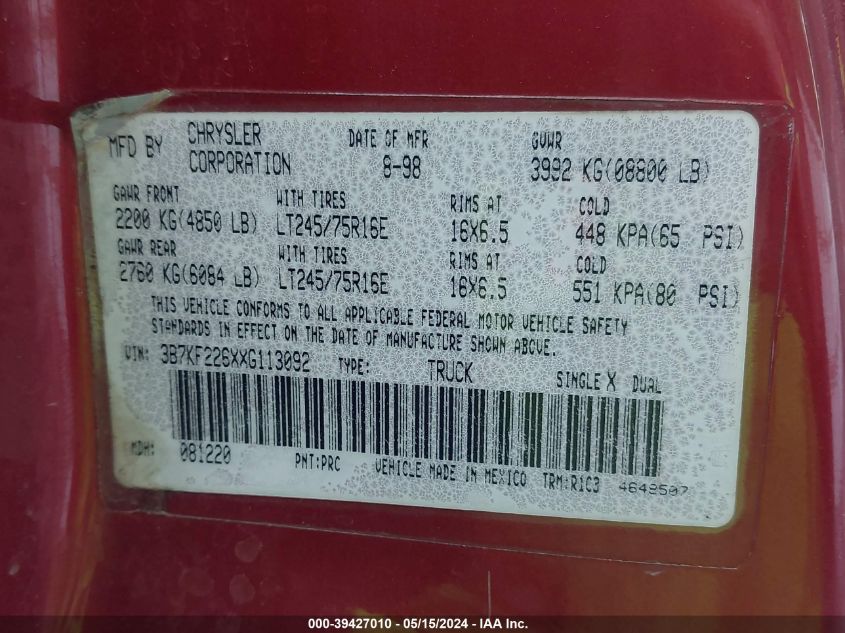 MFD BY CHRYSLER CORPORATION DATE OF MFR 8-98 GVWR 3992 KG(08800 LB)
GAWR FRONT WITH TIRES RIMS AT COLD
2200 KG(4850 LB) LT245/75R16E 16X6.5 448 KPA(65 PSI)
GAWR REAR WITH TIRES RIMS AT COLD
2760 KG(6084 LB) LT245/75R16E 16X6.5 551 KPA(80 PSI)
THIS VEHICLE CONFORMS TO ALL APPLICABLE FEDERAL MOTOR VEHICLE SAFETY
STANDARDS IN EFFECT ON THE DATE OF MANUFACTURE SHOWN ABOVE.
VIN: 3B7KF226XXG113092 TYPE: TRUCK SINGLE X DUAL
MDH: 081220 PNT:PRC VEHICLE MADE IN MEXICO TRM:R1C3 4648507
000-39427010 - 05/15/2024 - IAA Inc.